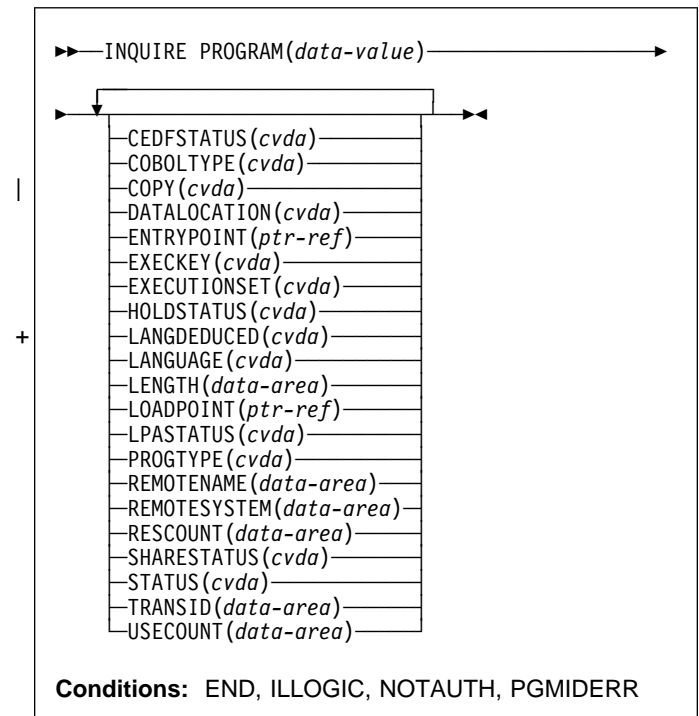 INQUIRE PROGRAM(data-value)
CEDFSTATUS(cvda)
COBOLTYPE(cvda)
| COPY(cvda)
DATALOCATION(cvda)
ENTRYPOINT(ptr-ref)
EXECKEY(cvda)
EXECUTIONSET(cvda)
HOLDSTATUS(cvda)
+ LANGDEDUCED(cvda)
LANGUAGE(cvda)
LENGTH(data-area)
LOADPOINT(ptr-ref)
LPASTATUS(cvda)
PROGTYPE(cvda)
REMOTENAME(data-area)
REMOTESYSTEM(data-area)
RESCOUNT(data-area)
SHARESTATUS(cvda)
STATUS(cvda)
TRANSID(data-area)
USECOUNT(data-area)
Conditions: END, ILLOGIC, NOTAUTH, PGMIDERR